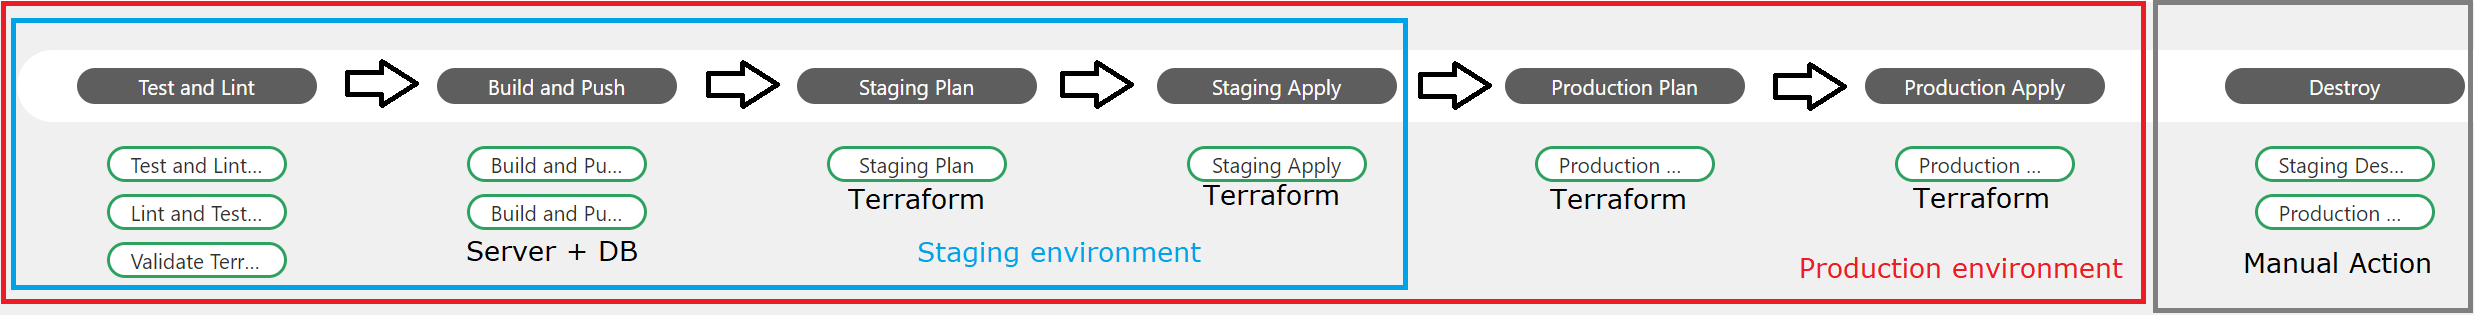 Test and Lint
Build and Push
Staging Plan
Staging Apply
Production Plan
Production Apply
Destroy
Test and Lint...
Build and Pu...
Staging Plan
Staging Apply
Production ...
Production ...
Staging Des...
Terraform
Terraform
Terraform
Terraform
Lint and Test...
Build and Pu...
Production ...
Validate Terr...
Server + DB
Staging environment
Production environment
Manual Action